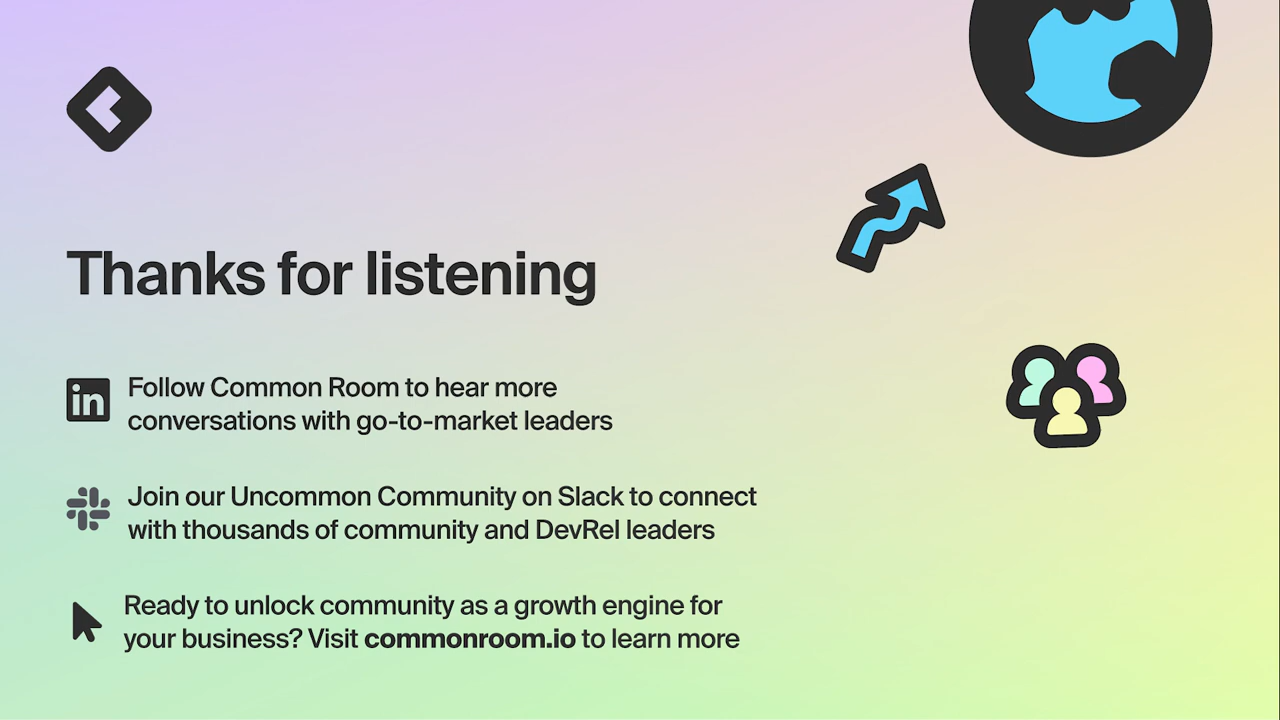 Thanks for listening
in
Follow Common Room to hear more
conversations with go-to-market leaders
Join our Uncommon Community on Slack to connect
with thousands of community and DevRel leaders
Ready to unlock community as a growth engine for
your business? Visit commonroom.io to learn more